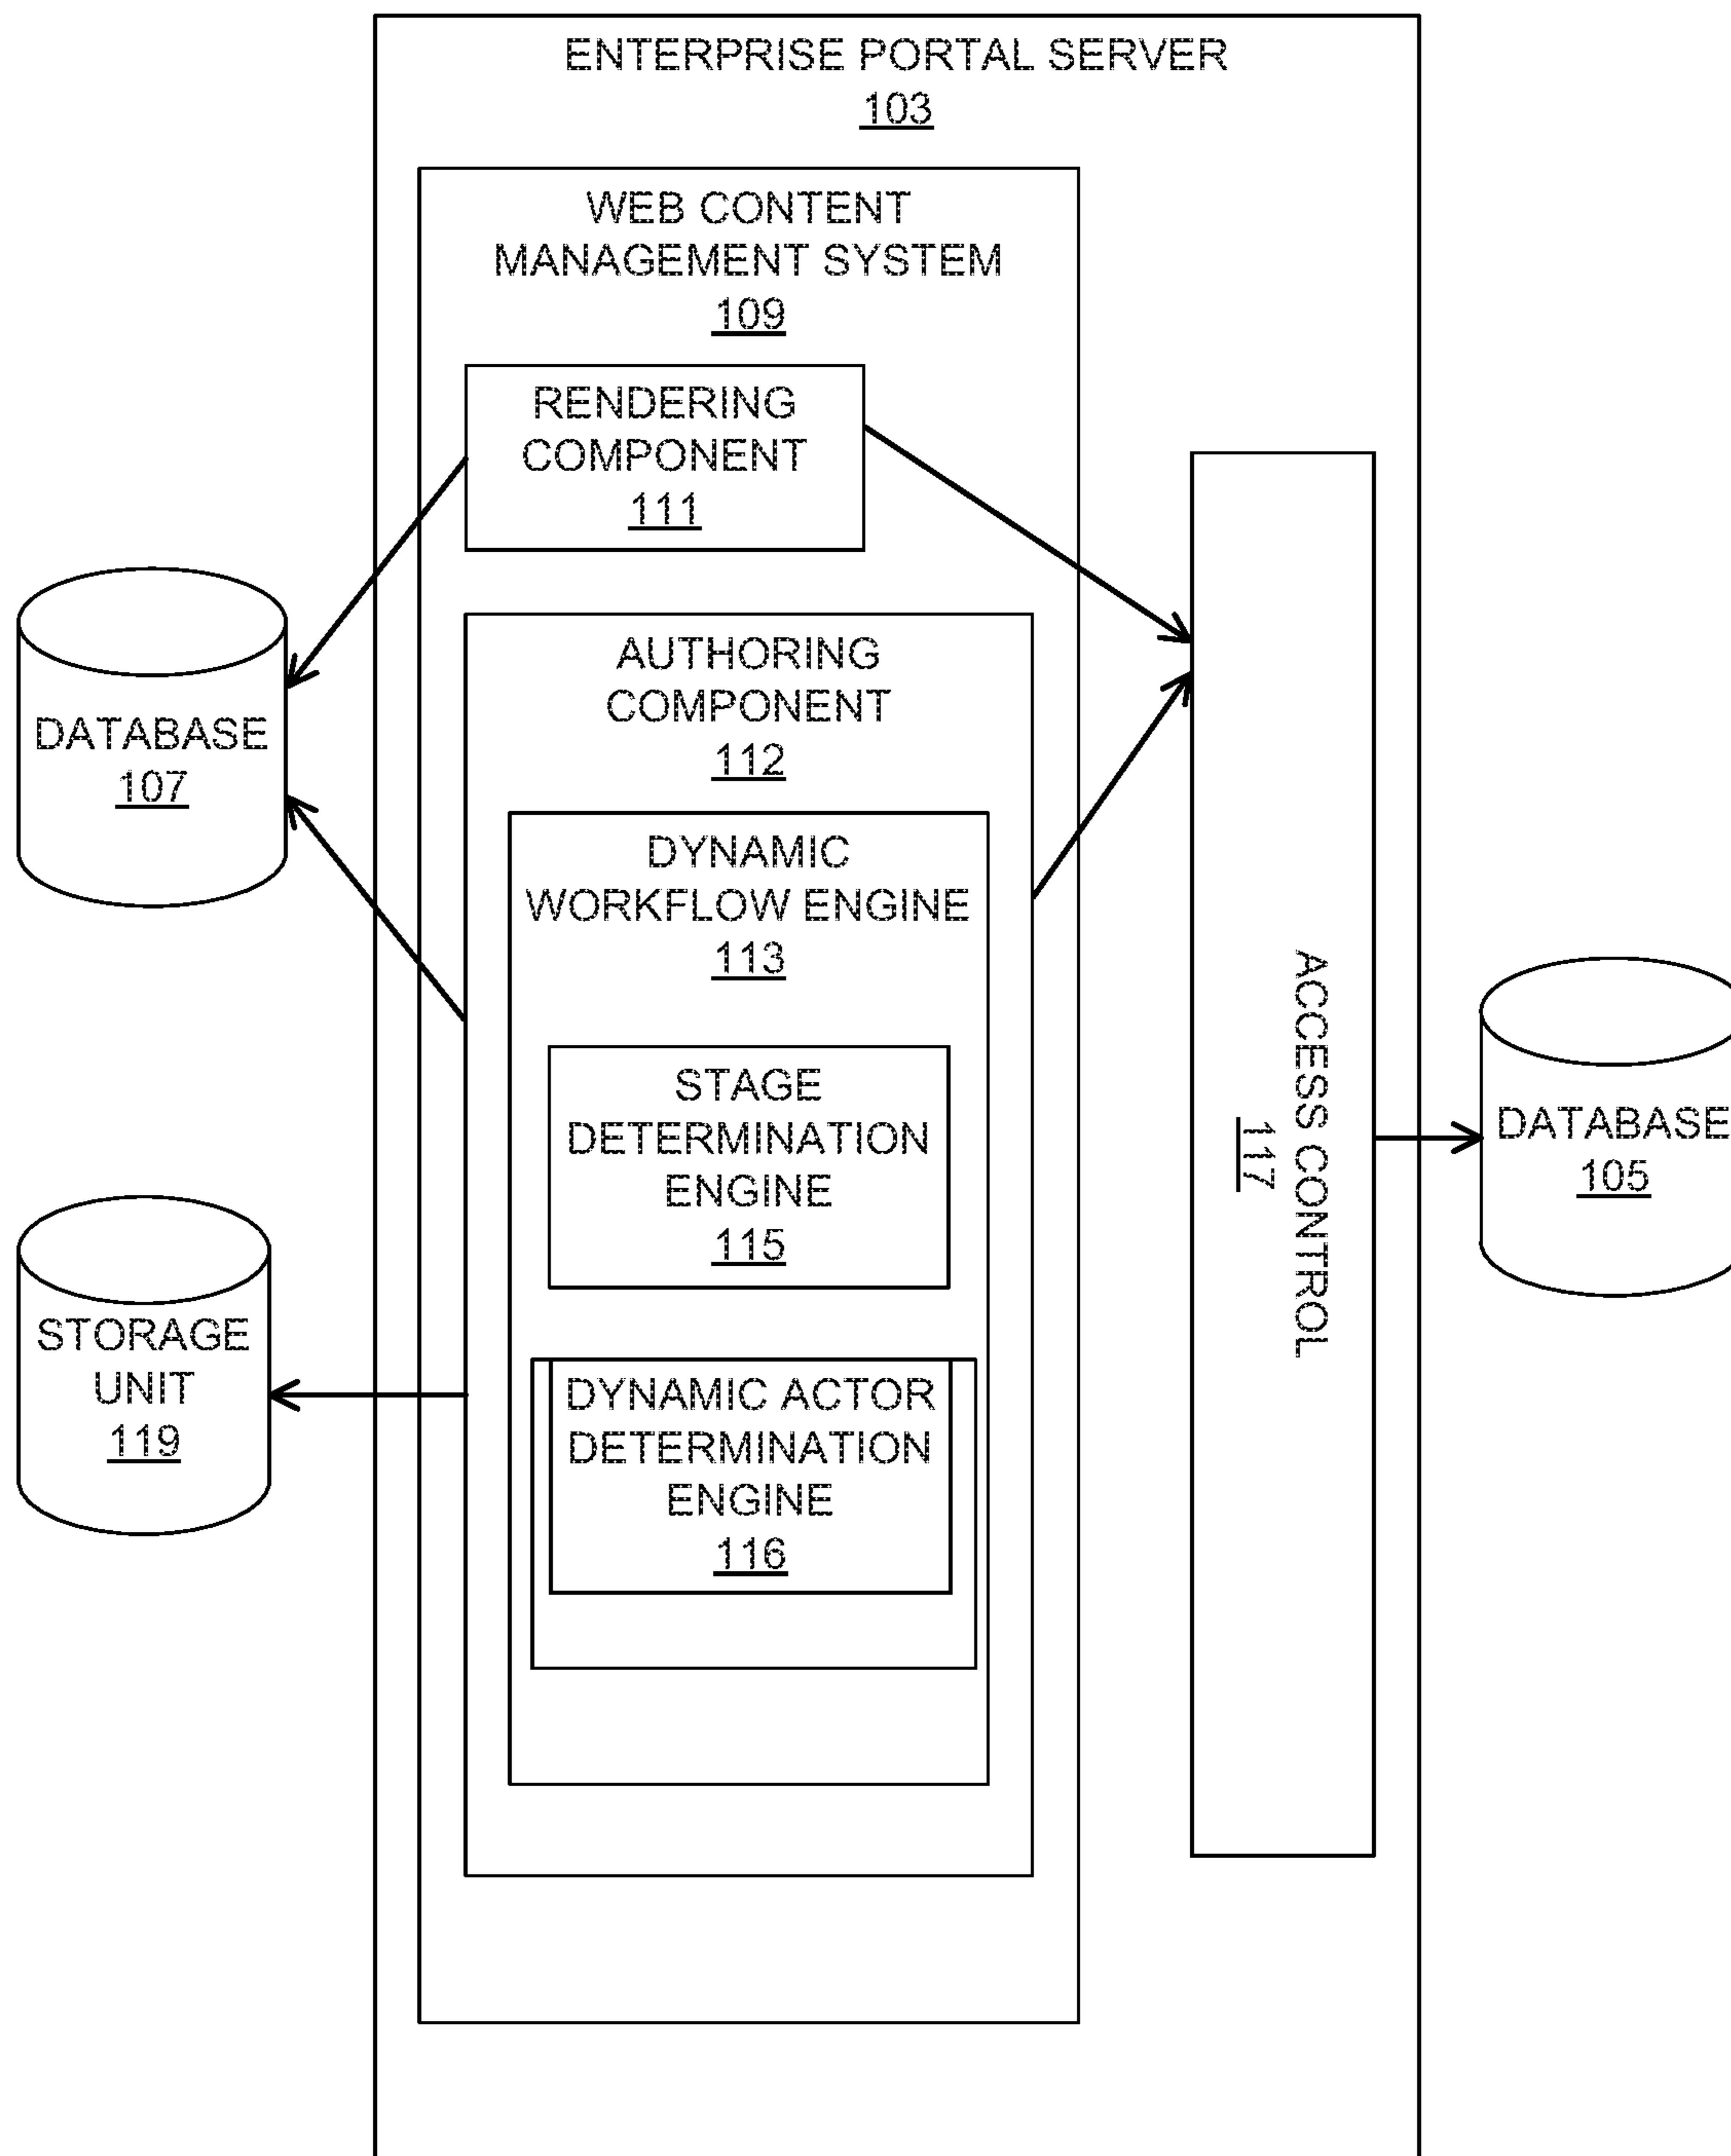 ENTERPRISE PORTAL SERVER
103
WEB CONTENT
MANAGEMENT SYSTEM
109
RENDERING
COMPONENT
111
AUTHORING
COMPONENT
112
DATABASE
107
DYNAMIC
WORKFLOW ENGINE
113
STAGE
DETERMINATION
ENGINE
115
ACCESS CONTROL
117
DATABASE
105
STORAGE
UNIT
119
DYNAMIC ACTOR
DETERMINATION
ENGINE
116